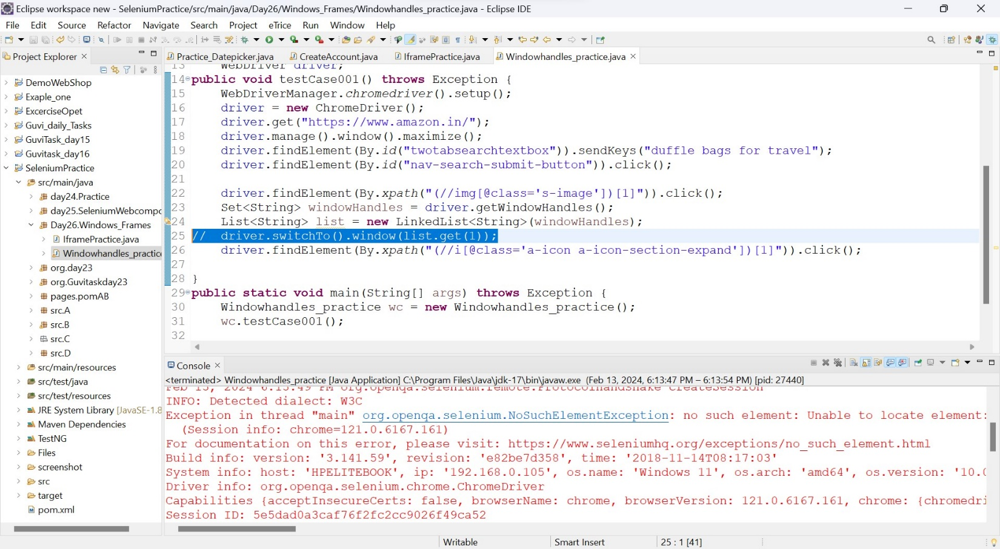 Eclipse workspace new - SeleniumPractice/src/main/java/Day26/Windows_Frames/Windowhandles_practice.java - Eclipse IDE
File Edit Source Refactor Navigate Search Project eTrice Run Window Help
Project Explorer
DemoWebShop
Exaple_one
ExcerciseOpet
Guvi_daily_Tasks
GuviTask_day15
Guvitask_day16
SeleniumPractice
src/main/java
day24.Practice
day25.SeleniumWebcompo
Day26.Windows_Frames
IframePractice.java
Windowhandles_practice
org.day23
org.Guvitaskday23
pages.pomAB
src.A
src.B
src.C
src.D
src/main/resources
src/test/java
src/test/resources
JRE System Library [JavaSE-1.8
Maven Dependencies
TestNG
Files
screenshot
src
target
pom.xml
Practice_Datepicker.java CreateAccount.java IframePractice.java Windowhandles_practice.java
13 WebDriver driver;
14 public void testCase001() throws Exception {
15 WebDriverManager.chromedriver().setup();
16 driver = new ChromeDriver();
17 driver.get("https://www.amazon.in/");
18 driver.manage().window().maximize();
19 driver.findElement(By.id("twotabsearchtextbox")).sendKeys("duffle bags for travel");
20 driver.findElement(By.id("nav-search-submit-button")).click();
21
22 driver.findElement(By.xpath("(//img[@class='s-image'])[1]")).click();
23 Set<String> windowHandles = driver.getWindowHandles();
24 List<String> list = new LinkedList<String>(windowHandles);
25 // driver.switchTo().window(list.get(1));
26 driver.findElement(By.xpath("(//i[@class='a-icon a-icon-section-expand'])[1]")).click();
27
28 }
29 public static void main(String[] args) throws Exception {
30 Windowhandles_practice wc = new Windowhandles_practice();
31 wc.testCase001();
32
Console
<terminated> Windowhandles_practice [Java Application] C:\Program Files\Java\jdk-17\bin\javaw.exe (Feb 13, 2024, 6:13:47 PM – 6:13:54 PM) [pid: 27440]
Feb 13, 2024 6:13:49 PM org.openqa.selenium.remote.ProtocolHandshake createSession
INFO: Detected dialect: W3C
Exception in thread "main" org.openqa.selenium.NoSuchElementException: no such element: Unable to locate element:
(Session info: chrome=121.0.6167.161)
For documentation on this error, please visit: https://www.seleniumhq.org/exceptions/no_such_element.html
Build info: version: '3.141.59', revision: 'e82be7d358', time: '2018-11-14T08:17:03'
System info: host: 'HPELITEBOOK', ip: '192.168.0.105', os.name: 'Windows 11', os.arch: 'amd64', os.version: '10.0
Driver info: org.openqa.selenium.chrome.ChromeDriver
Capabilities {acceptInsecureCerts: false, browserName: chrome, browserVersion: 121.0.6167.161, chrome: {chromedri
Session ID: 5e5dad0a3caf76f2fc2cc9026f49ca52
Writable Smart Insert 25 : 1 [41]